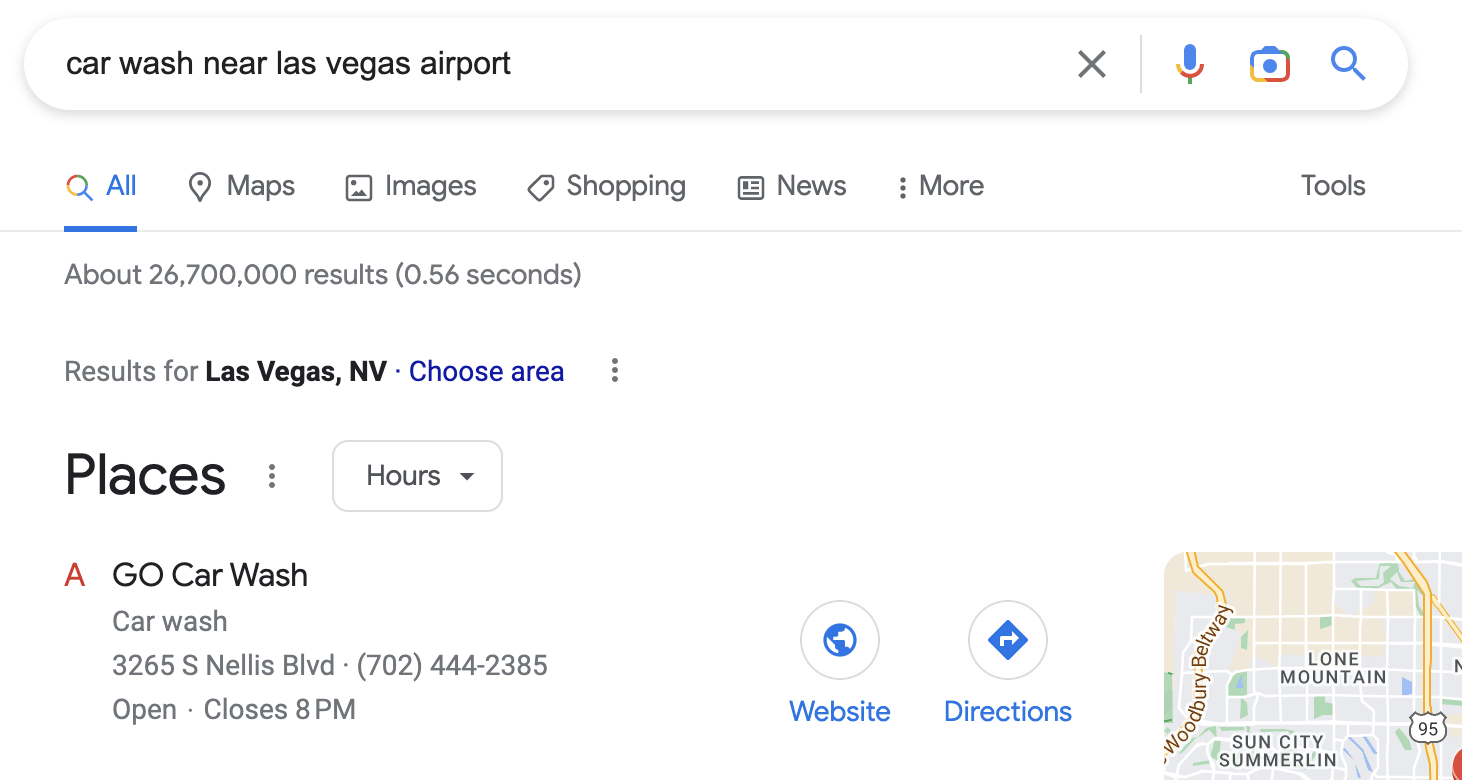 car wash near las vegas airport
All Maps Images Shopping News More Tools
About 26,700,000 results (0.56 seconds)
Results for Las Vegas, NV · Choose area
Places Hours
A GO Car Wash
Car wash
3265 S Nellis Blvd · (702) 444-2385
Open · Closes 8 PM
Website Directions
Woodbury Beltway
LONE
MOUNTAIN
N
95
SUN CITY
SUMMERLIN